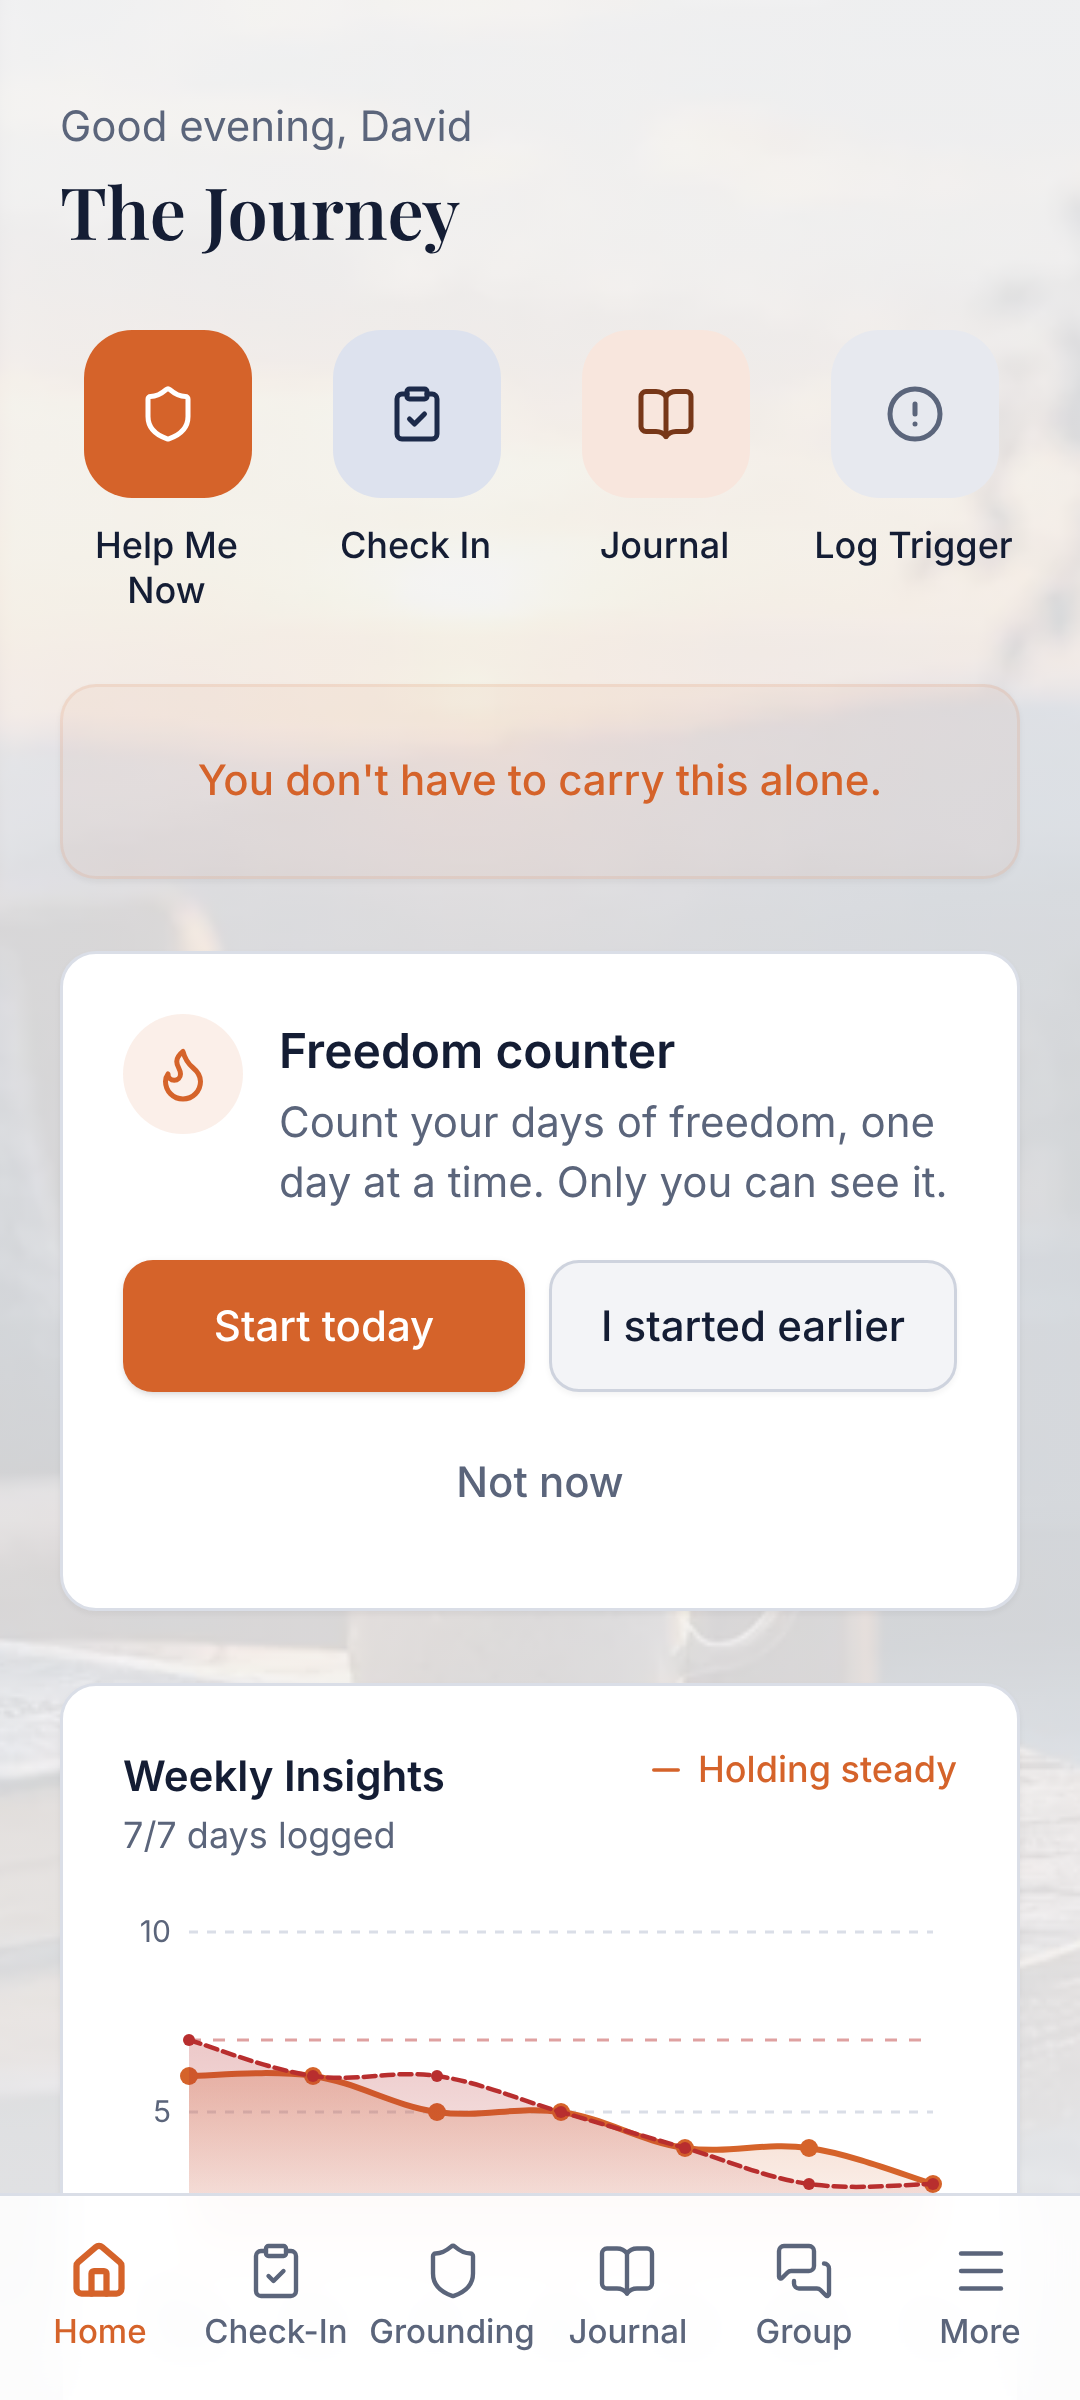 Good evening, David
The Journey
Help Me
Now
Check In
Journal
Log Trigger
You don't have to carry this alone.
Freedom counter
Count your days of freedom, one
day at a time. Only you can see it.
Start today
I started earlier
Not now
Weekly Insights
Holding steady
7/7 days logged
10
5
Home
Check-In
Grounding
Journal
Group
More